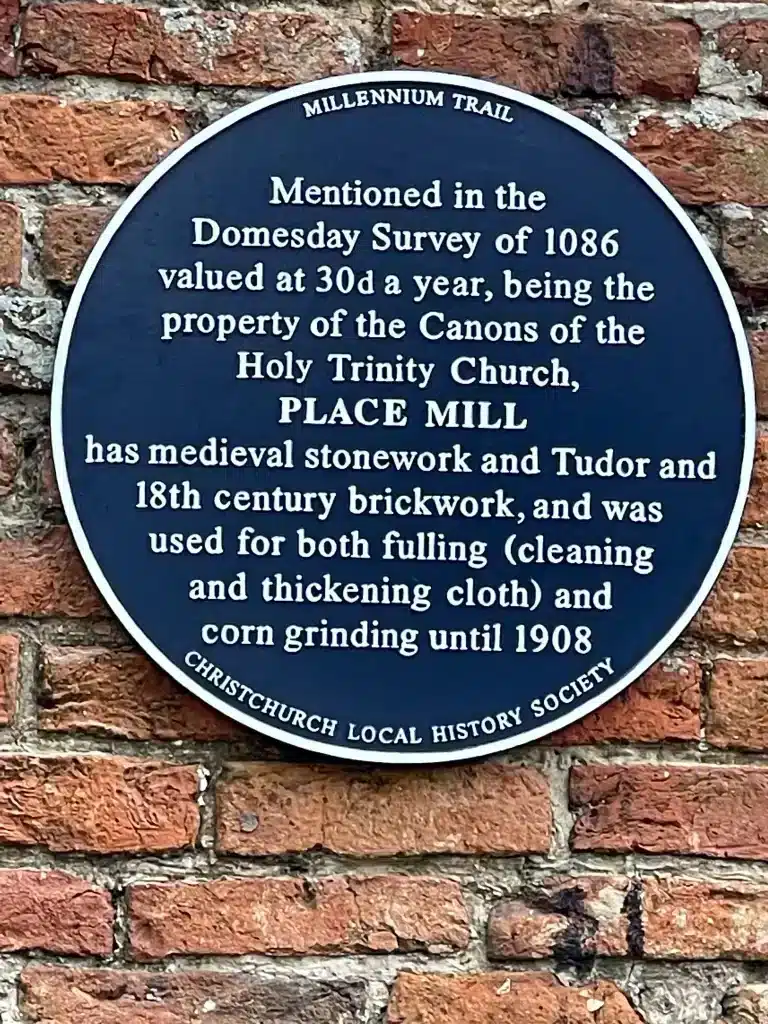 MILLENNIUM TRAIL
Mentioned in the
Domesday Survey of 1086
valued at 30d a year, being the
property of the Canons of the
Holy Trinity Church,
PLACE MILL
has medieval stonework and Tudor and
18th century brickwork, and was
used for both fulling (cleaning
and thickening cloth) and
corn grinding until 1908
CHRISTCHURCH LOCAL HISTORY SOCIETY